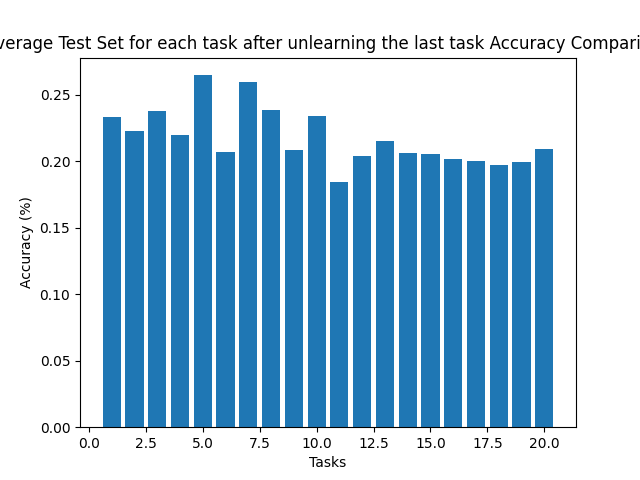 verage Test Set for each task after unlearning the last task Accuracy Compari
0.25
0.20
0.15
0.10
0.05
0.00
Accuracy (%)
0.0 2.5 5.0 7.5 10.0 12.5 15.0 17.5 20.0
Tasks